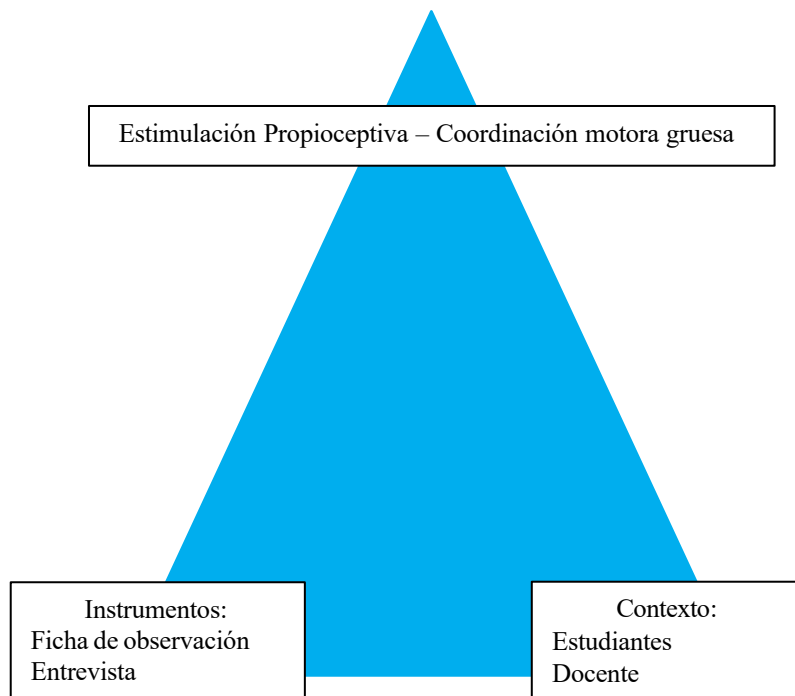 Estimulación Propioceptiva – Coordinación motora gruesa
Instrumentos:
Ficha de observación
Entrevista
Contexto:
Estudiantes
Docente